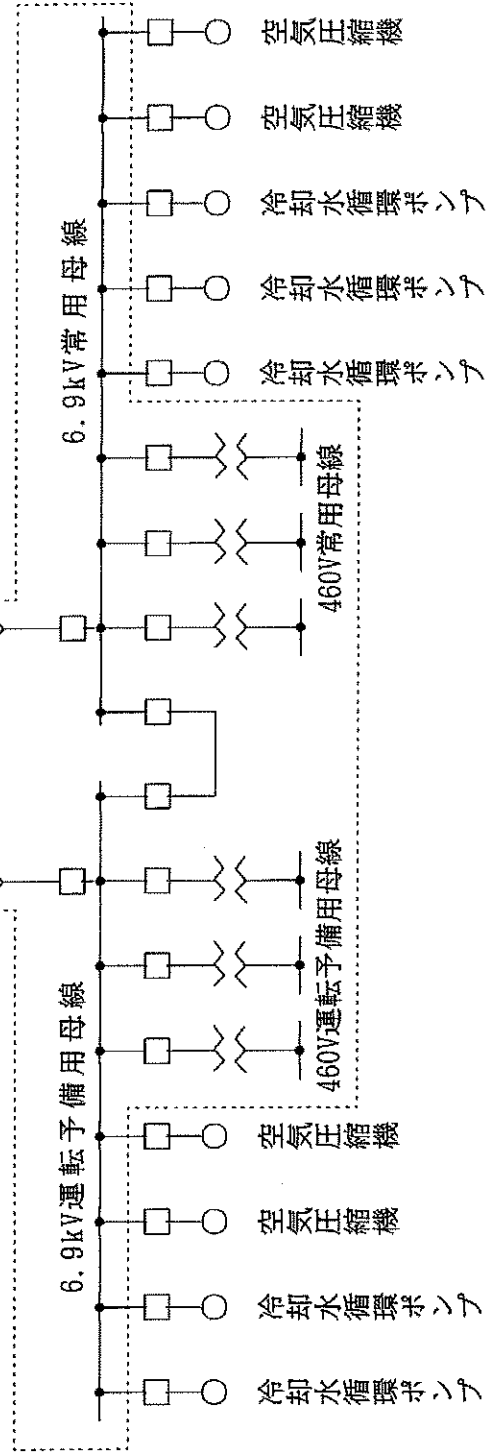 6.9kV運転予備用母線
6.9kV常用母線
460V運転予備用母線
460V常用母線
冷却水循環ポンプ
冷却水循環ポンプ
空気圧縮機
空気圧縮機
冷却水循環ポンプ
冷却水循環ポンプ
冷却水循環ポンプ
空気圧縮機
空気圧縮機